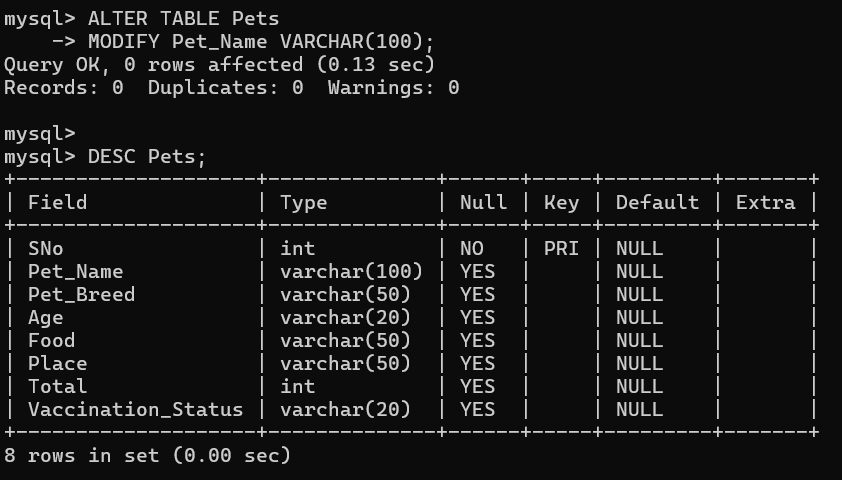 mysql> ALTER TABLE Pets
    -> MODIFY Pet_Name VARCHAR(100);
Query OK, 0 rows affected (0.13 sec)
Records: 0  Duplicates: 0  Warnings: 0

mysql>
mysql> DESC Pets;
+--------------------+--------------+------+-----+---------+-------+
| Field              | Type         | Null | Key | Default | Extra |
+--------------------+--------------+------+-----+---------+-------+
| SNo                | int          | NO   | PRI | NULL    |       |
| Pet_Name           | varchar(100) | YES  |     | NULL    |       |
| Pet_Breed          | varchar(50)  | YES  |     | NULL    |       |
| Age                | varchar(20)  | YES  |     | NULL    |       |
| Food               | varchar(50)  | YES  |     | NULL    |       |
| Place              | varchar(50)  | YES  |     | NULL    |       |
| Total              | int          | YES  |     | NULL    |       |
| Vaccination_Status | varchar(20)  | YES  |     | NULL    |       |
+--------------------+--------------+------+-----+---------+-------+
8 rows in set (0.00 sec)